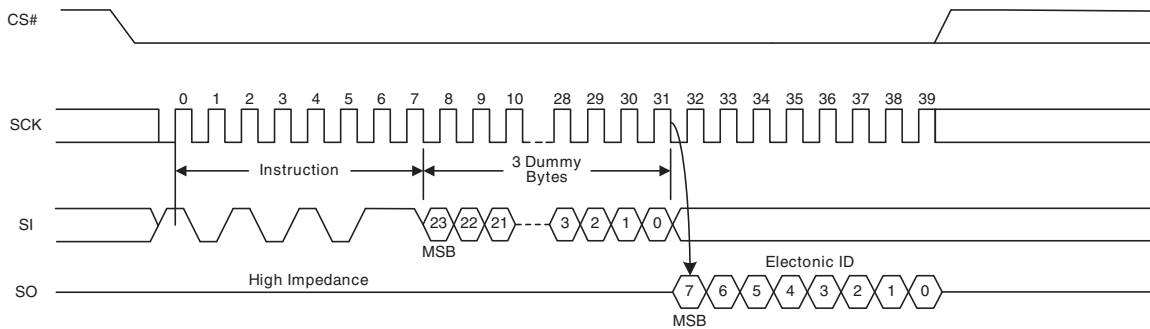 CS#
0 1 2 3 4 5 6 7 8 9 10 28 29 30 31 32 33 34 35 36 37 38 39
SCK
Instruction
3 Dummy
Bytes
SI
23 22 21 3 2 1 0
MSB
High Impedance
Electonic ID
SO
7 6 5 4 3 2 1 0
MSB